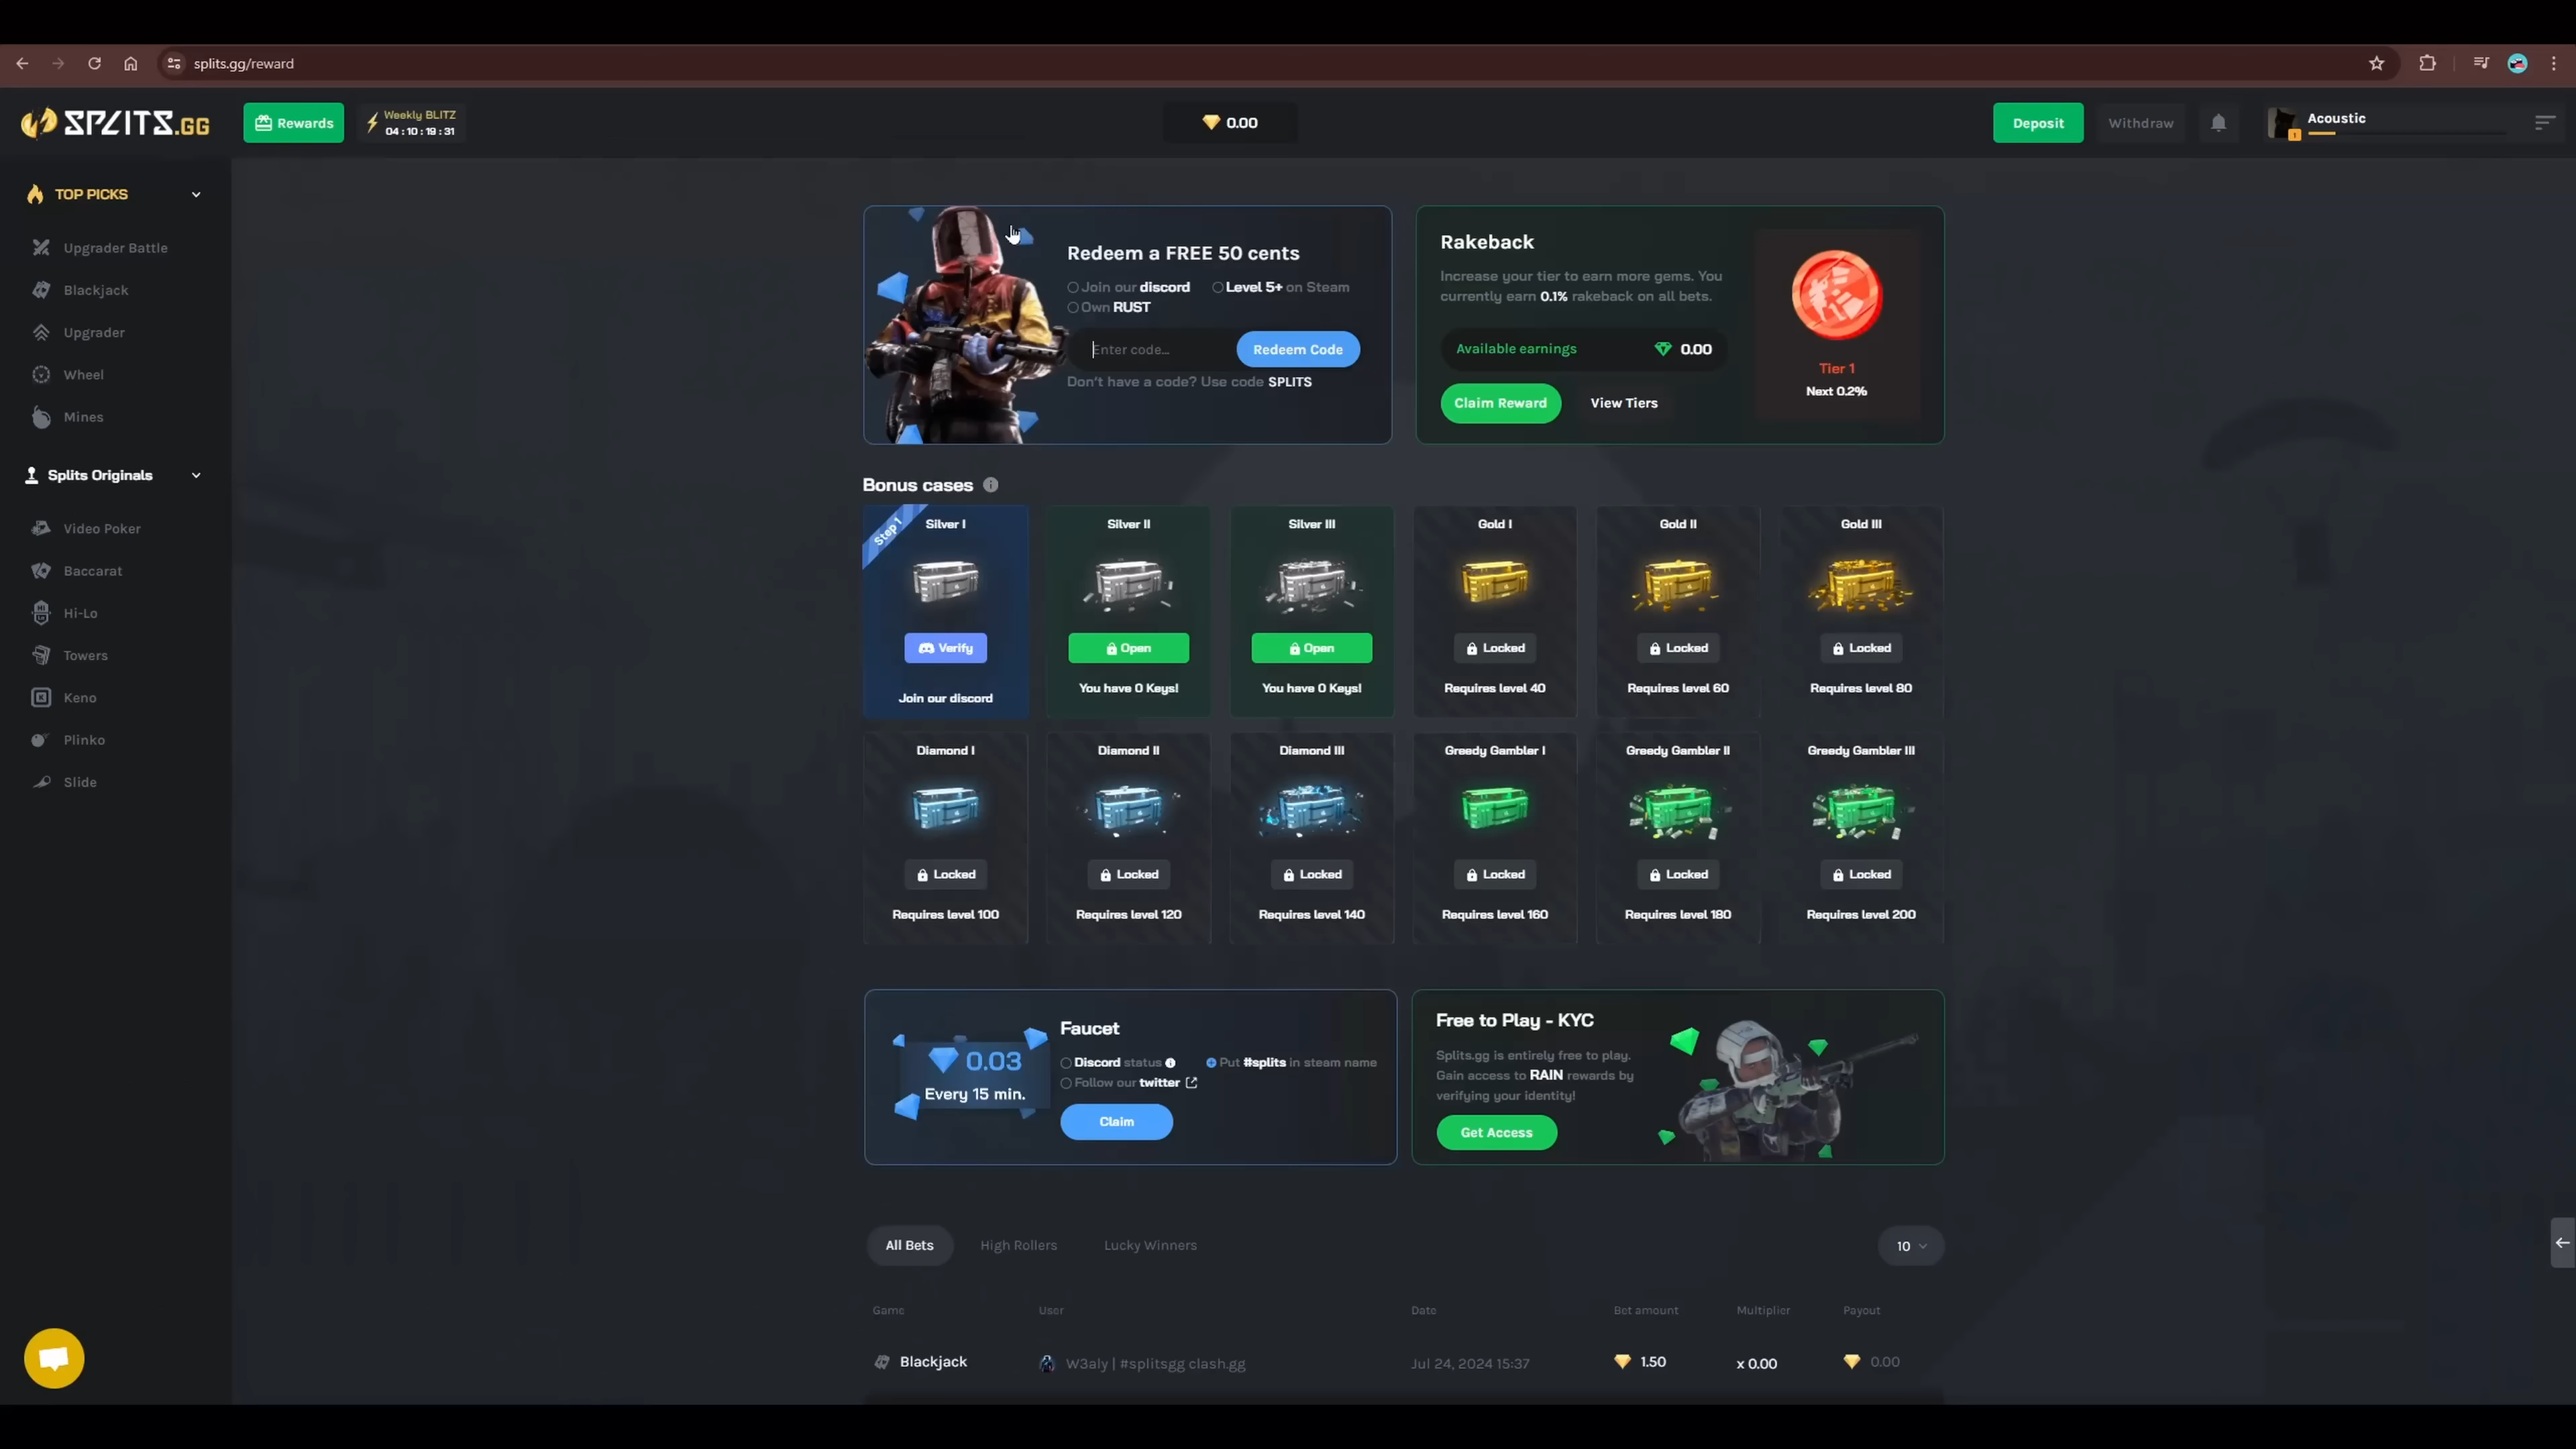 splits.gg/reward
SPLITS.GG
Rewards
Weekly BLITZ
04 : 10 : 19 : 31
0.00
Deposit
Withdraw
1
Acoustic
TOP PICKS
Upgrader Battle
Blackjack
Upgrader
Wheel
Mines
Splits Originals
Video Poker
Baccarat
Hi-Lo
Towers
Keno
Plinko
Slide
Redeem a FREE 50 cents
Join our discord
Level 5+ on Steam
Own RUST
Enter code...
Redeem Code
Don't have a code? Use code SPLITS
Rakeback
Increase your tier to earn more gems. You
currently earn 0.1% rakeback on all bets.
Available earnings
0.00
Claim Reward
View Tiers
Tier 1
Next 0.2%
Bonus cases
Step 1
Silver I
Verify
Join our discord
Silver II
Open
You have 0 Keys!
Silver III
Open
You have 0 Keys!
Gold I
Locked
Requires level 40
Gold II
Locked
Requires level 60
Gold III
Locked
Requires level 80
Diamond I
Locked
Requires level 100
Diamond II
Locked
Requires level 120
Diamond III
Locked
Requires level 140
Greedy Gambler I
Locked
Requires level 160
Greedy Gambler II
Locked
Requires level 180
Greedy Gambler III
Locked
Requires level 200
0.03
Every 15 min.
Faucet
Discord status
Put #splits in steam name
Follow our twitter
Claim
Free to Play - KYC
Splits.gg is entirely free to play.
Gain access to RAIN rewards by
verifying your identity!
Get Access
All Bets
High Rollers
Lucky Winners
10
Game
User
Date
Bet amount
Multiplier
Payout
Blackjack
W3aly | #splitsgg clash.gg
Jul 24, 2024 15:37
1.50
x 0.00
0.00